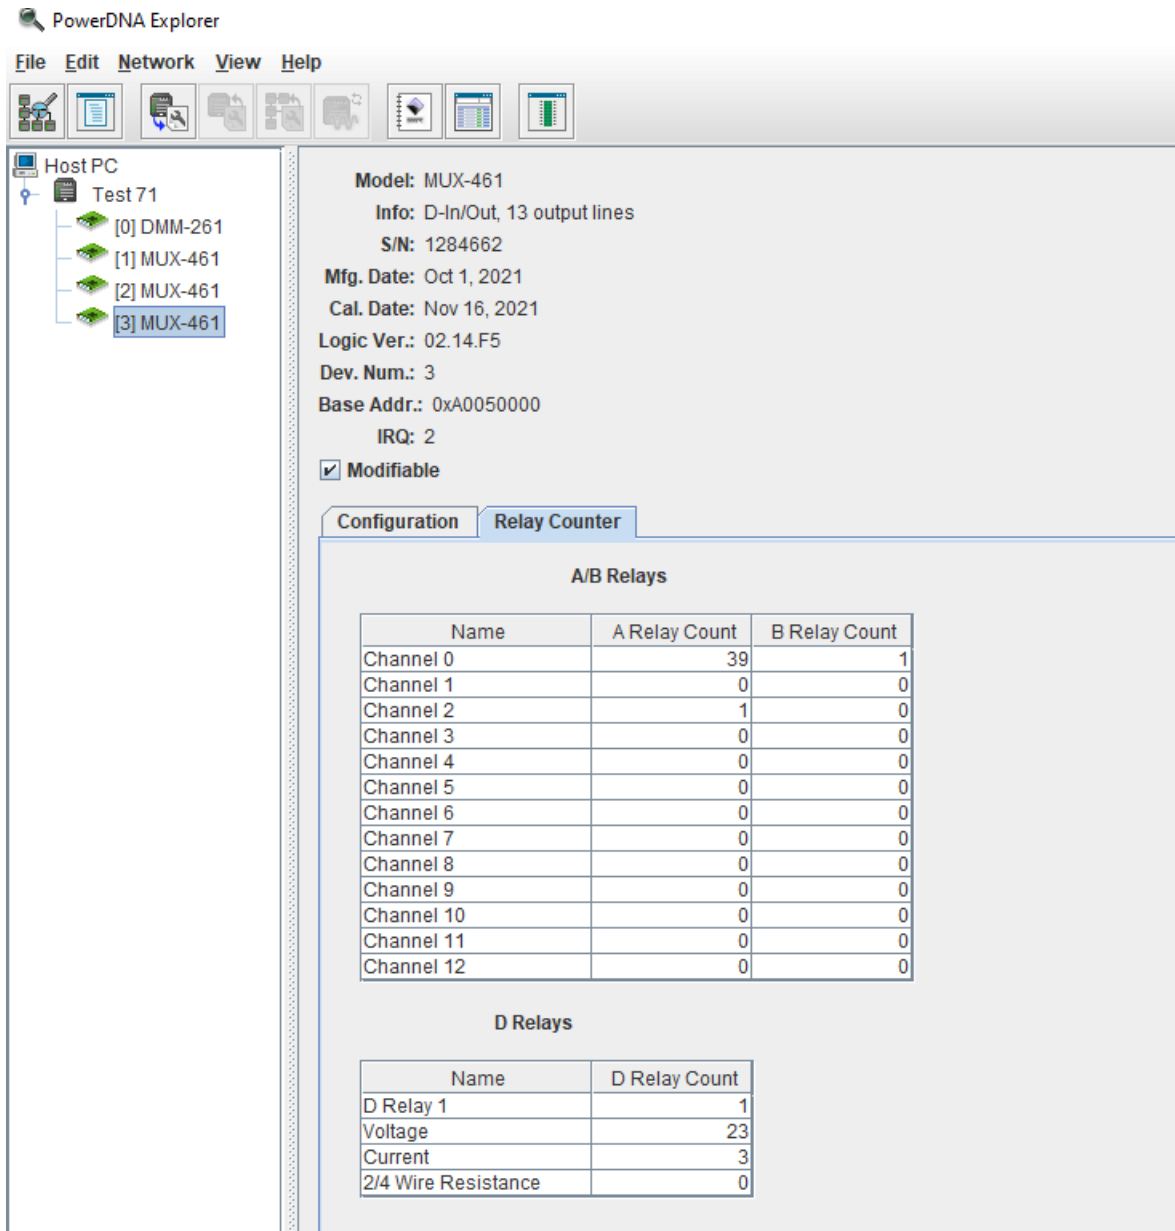 PowerDNA Explorer
File Edit Network View Help
Host PC
Test 71
[0] DMM-261
[1] MUX-461
[2] MUX-461
[3] MUX-461
Model: MUX-461
Info: D-In/Out, 13 output lines
S/N: 1284662
Mfg. Date: Oct 1, 2021
Cal. Date: Nov 16, 2021
Logic Ver.: 02.14.F5
Dev. Num.: 3
Base Addr.: 0xA0050000
IRQ: 2
Modifiable
Configuration Relay Counter
A/B Relays
Name A Relay Count B Relay Count
Channel 0 39 1
Channel 1 0 0
Channel 2 1 0
Channel 3 0 0
Channel 4 0 0
Channel 5 0 0
Channel 6 0 0
Channel 7 0 0
Channel 8 0 0
Channel 9 0 0
Channel 10 0 0
Channel 11 0 0
Channel 12 0 0
D Relays
Name D Relay Count
D Relay 1 1
Voltage 23
Current 3
2/4 Wire Resistance 0